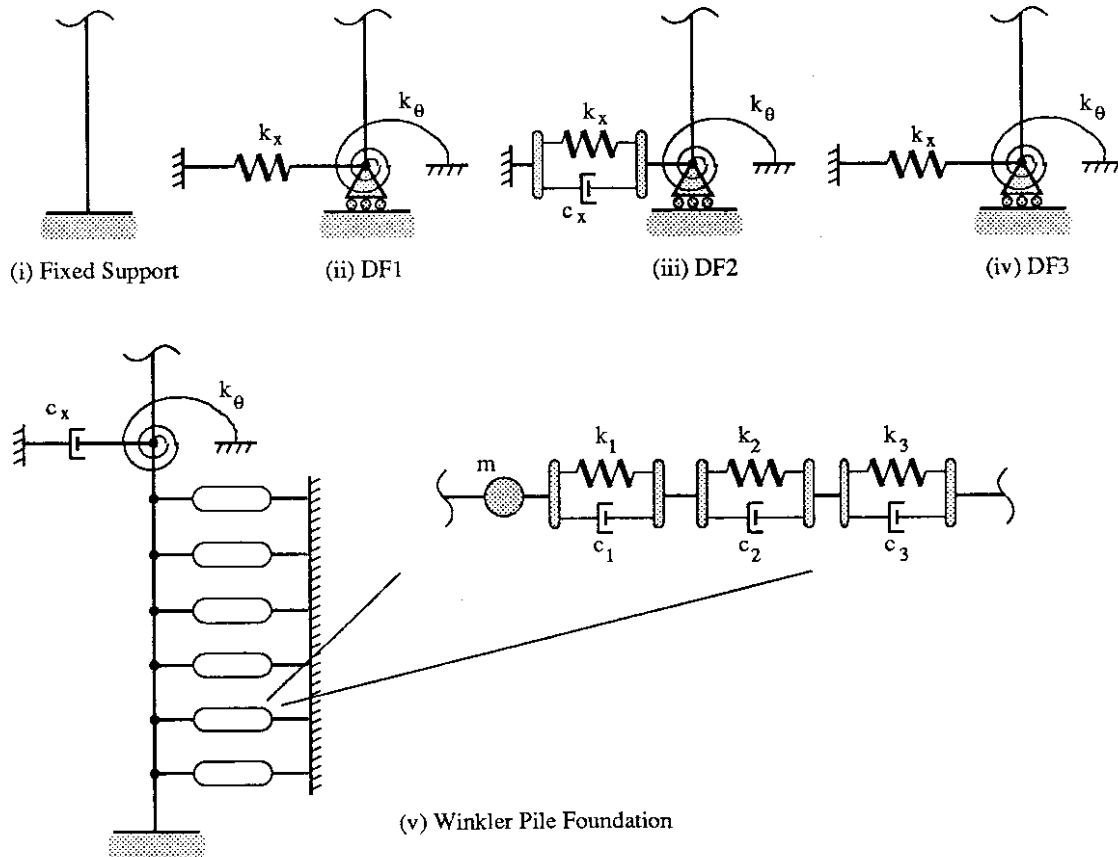 k_x
k_θ
k_x
c_x
k_θ
k_x
k_θ
(i) Fixed Support
(ii) DF1
(iii) DF2
(iv) DF3
c_x
k_θ
m
k_1
k_2
k_3
c_1
c_2
c_3
(v) Winkler Pile Foundation